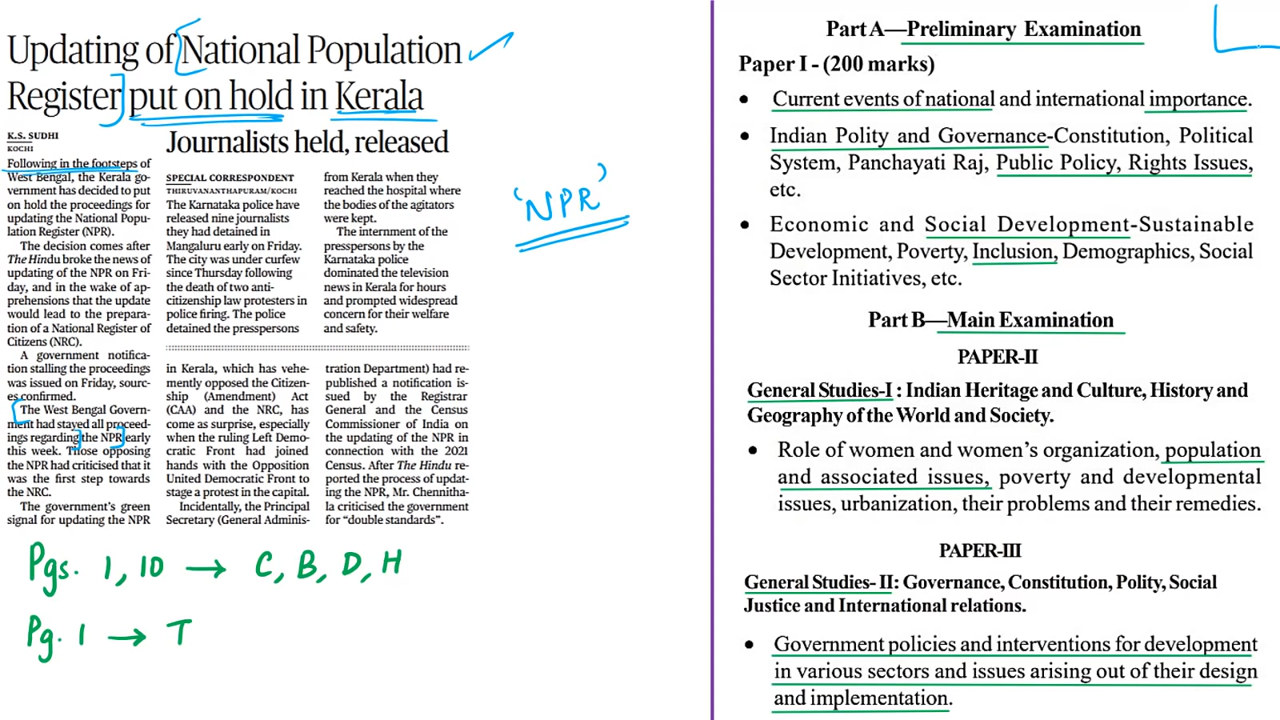 Updating of [National Population
Register] put on hold in Kerala
K.S. SUDHI
KOCHI
Following in the footsteps of
West Bengal, the Kerala go-
vernment has decided to put
on hold the proceedings for
updating the National Popu-
lation Register (NPR).
The decision comes after
The Hindu broke the news of
updating of the NPR on Fri-
day, and in the wake of ap-
prehensions that the update
would lead to the prepara-
tion of a National Register of
Citizens (NRC).
A government notifica-
tion stalling the proceedings
was issued on Friday, sourc-
es confirmed.
[The West Bengal Govern-
ment had stayed all proceed-
ings regarding] the NPR] early
this week. Those opposing
the NPR had criticised that it
was the first step towards
the NRC.
The government's green
signal for updating the NPR
Journalists held, released
SPECIAL CORRESPONDENT
THIRUVANANTHAPURAM/KOCHI
The Karnataka police have
released nine journalists
they had detained in
Mangaluru early on Friday.
The city was under curfew
since Thursday following
the death of two anti-
citizenship law protesters in
police firing. The police
detained the presspersons
from Kerala when they
reached the hospital where
the bodies of the agitators
were kept.
The internment of the
presspersons by the
Karnataka police
dominated the television
news in Kerala for hours
and prompted widespread
concern for their welfare
and safety.
in Kerala, which has vehe-
mently opposed the Citizen-
ship (Amendment) Act
(CAA) and the NRC, has
come as surprise, especially
when the ruling Left Demo-
cratic Front had joined
hands with the Opposition
United Democratic Front to
stage a protest in the capital.
Incidentally, the Principal
Secretary (General Adminis-
tration Department) had re-
published a notification is-
sued by the Registrar
General and the Census
Commissioner of India on
the updating of the NPR in
connection with the 2021
Census. After The Hindu re-
ported the process of updat-
ing the NPR, Mr. Chennitha-
la criticised the government
for "double standards".
'NPR'
Pgs. 1, 10 → C, B, D, H
Pg. 1 → T
Part A—Preliminary Examination
Paper I - (200 marks)
• Current events of national and international importance.
• Indian Polity and Governance-Constitution, Political
System, Panchayati Raj, Public Policy, Rights Issues,
etc.
• Economic and Social Development-Sustainable
Development, Poverty, Inclusion, Demographics, Social
Sector Initiatives, etc.
Part B—Main Examination
PAPER-II
General Studies-I : Indian Heritage and Culture, History and
Geography of the World and Society.
• Role of women and women's organization, population
and associated issues, poverty and developmental
issues, urbanization, their problems and their remedies.
PAPER-III
General Studies- II: Governance, Constitution, Polity, Social
Justice and International relations.
• Government policies and interventions for development
in various sectors and issues arising out of their design
and implementation.